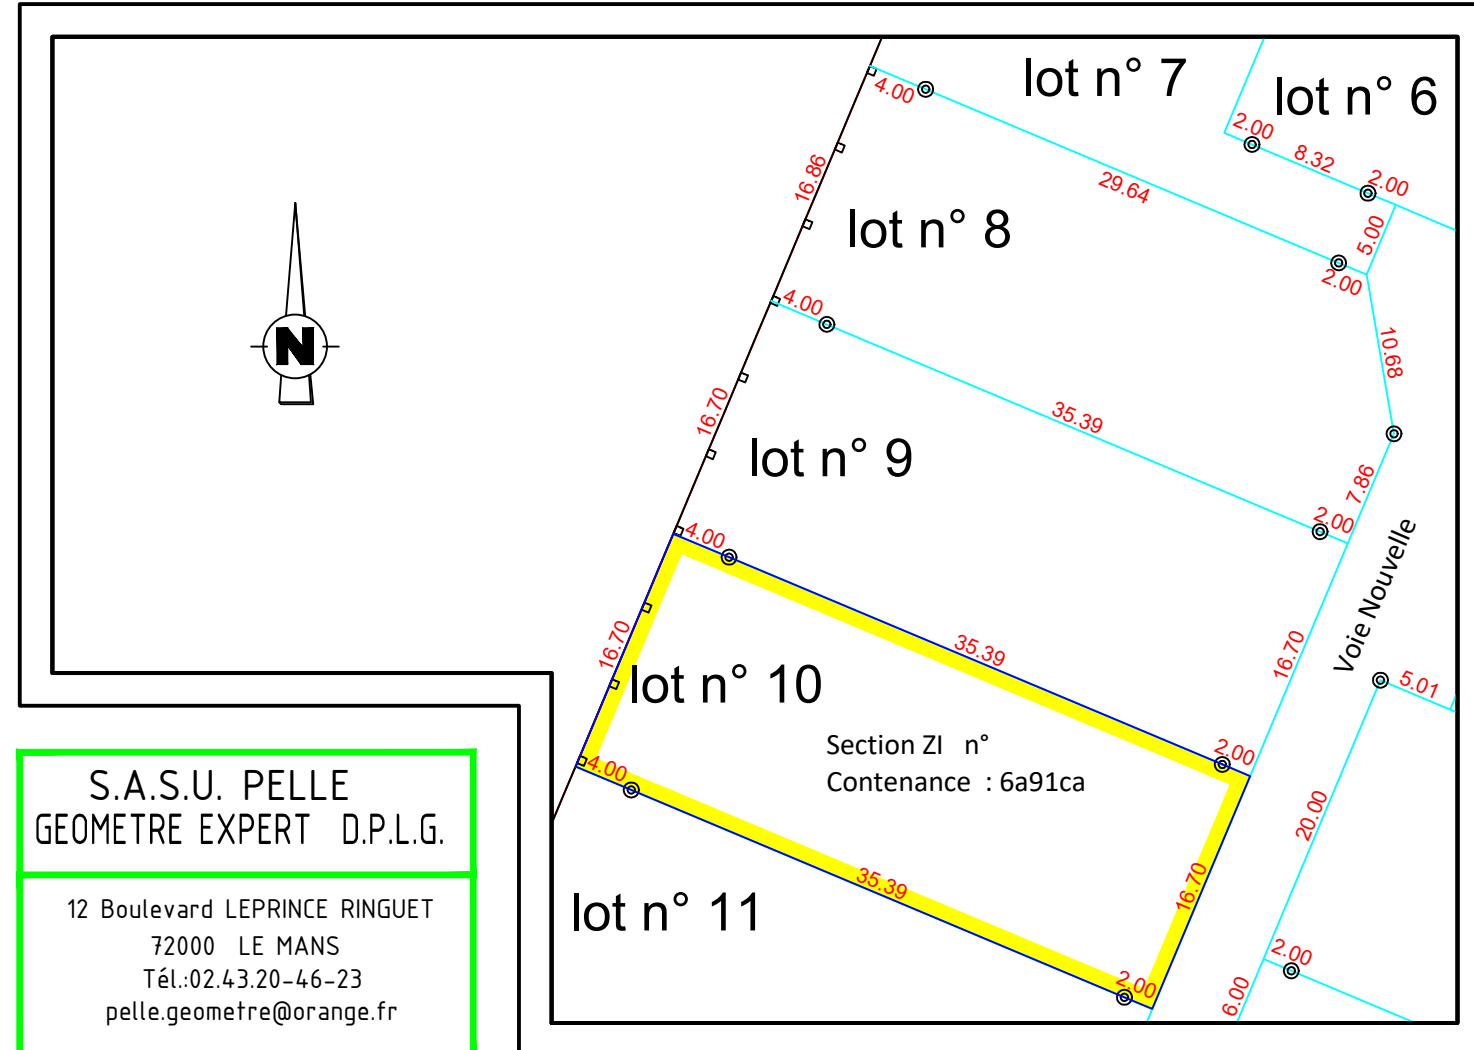 lot n° 7
lot n° 6
4.00
2.00
8.32
2.00
16.86
29.64
lot n° 8
5.00
2.00
4.00
10.68
16.70
35.39
lot n° 9
7.86
2.00
4.00
Voie Nouvelle
16.70
35.39
16.70
lot n° 10
5.01
Section ZI n°
Contenance : 6a91ca
2.00
4.00
20.00
35.39
16.70
lot n° 11
2.00
2.00
6.00
N
S.A.S.U. PELLE
GEOMETRE EXPERT D.P.L.G.
12 Boulevard LEPRINCE RINGUET
72000 LE MANS
Tél.:02.43.20-46-23
pelle.geometre@orange.fr